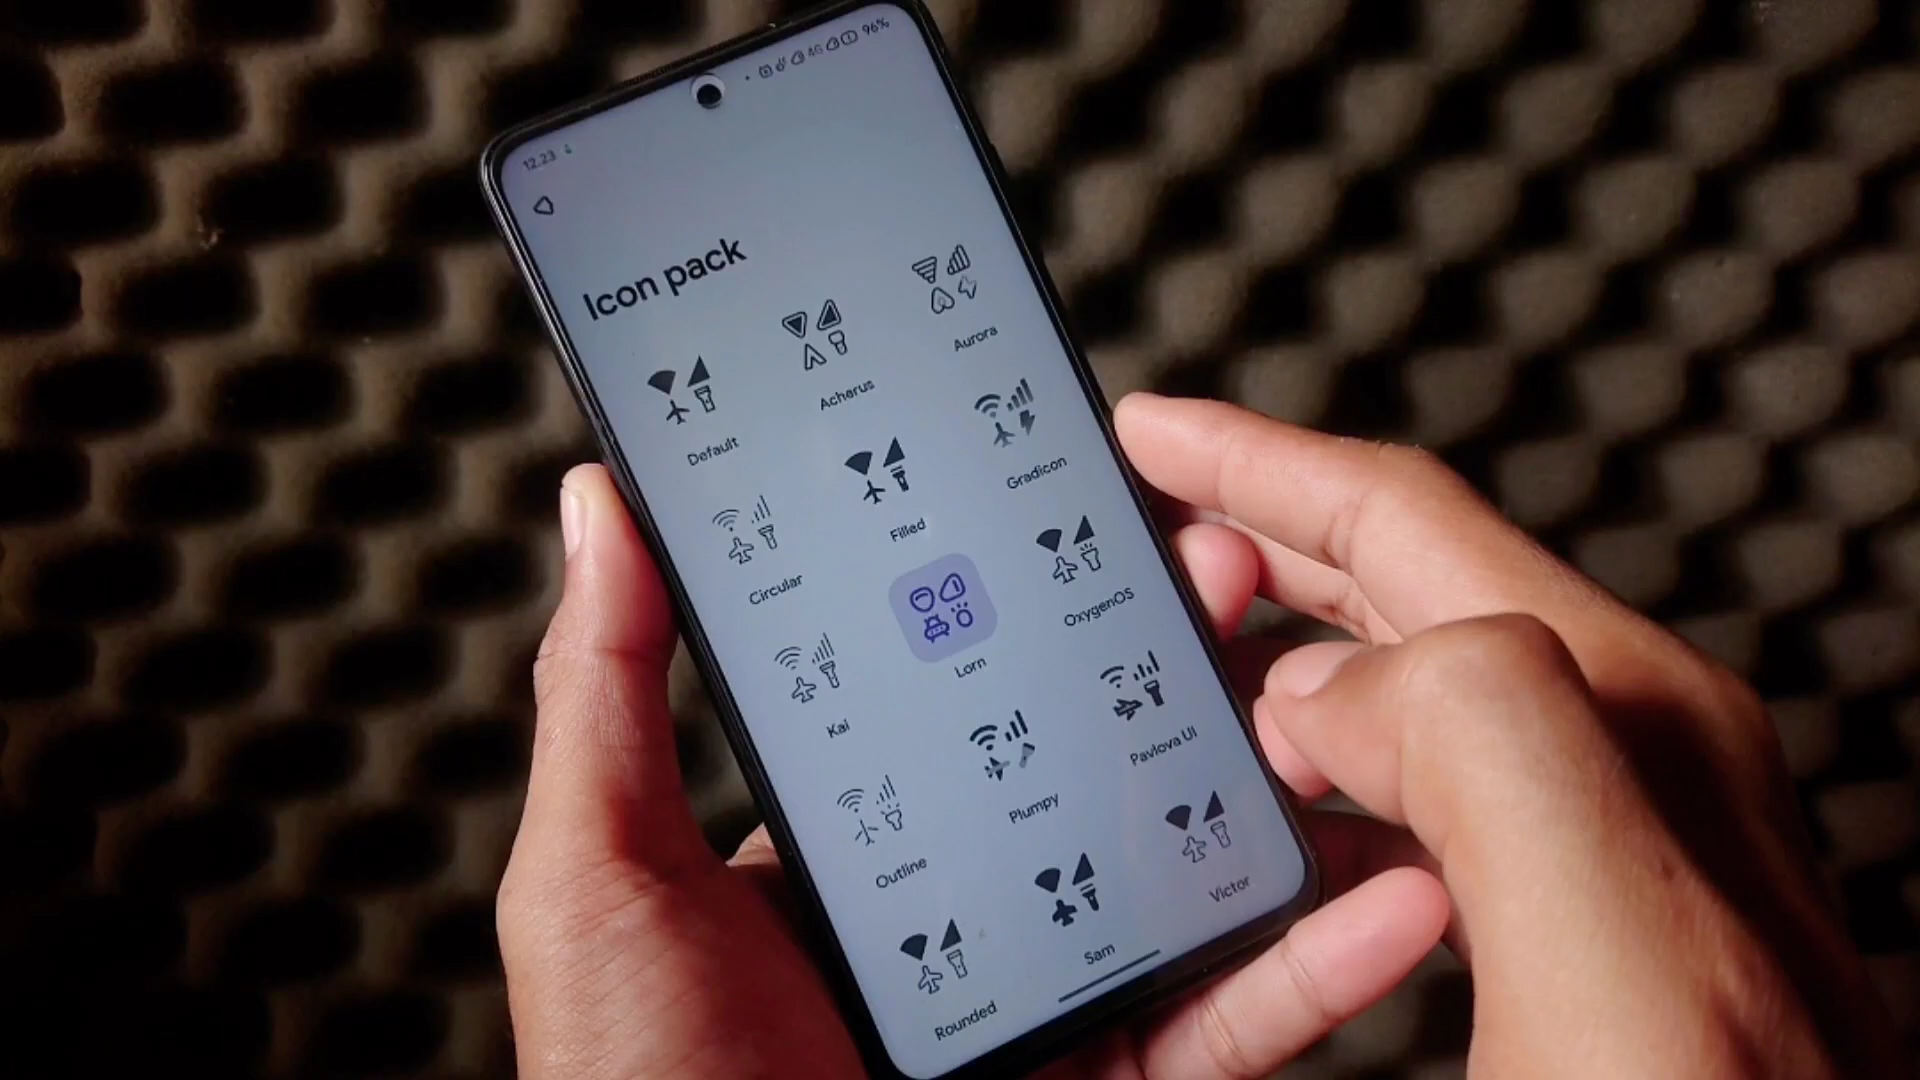 12.23
4G 96%
Icon pack
Default
Acherus
Aurora
Circular
Filled
Gradicon
Kai
Lorn
OxygenOS
Outline
Plumpy
Pavlova UI
Rounded
Sam
Victor